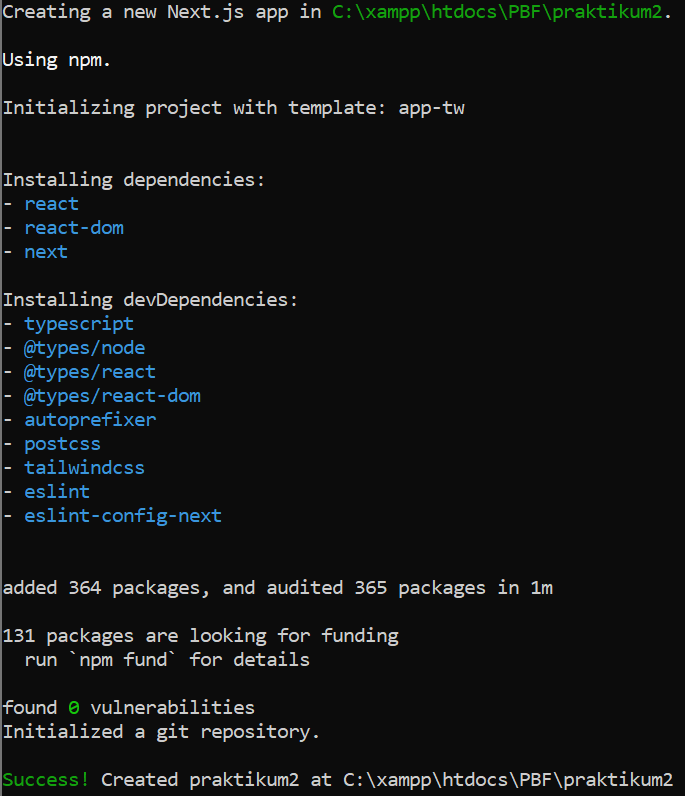 Creating a new Next.js app in C:\xampp\htdocs\PBF\praktikum2.
Using npm.
Initializing project with template: app-tw
Installing dependencies:
- react
- react-dom
- next
Installing devDependencies:
- typescript
- @types/node
- @types/react
- @types/react-dom
- autoprefixer
- postcss
- tailwindcss
- eslint
- eslint-config-next
added 364 packages, and audited 365 packages in 1m
131 packages are looking for funding
  run `npm fund` for details
found 0 vulnerabilities
Initialized a git repository.
Success! Created praktikum2 at C:\xampp\htdocs\PBF\praktikum2